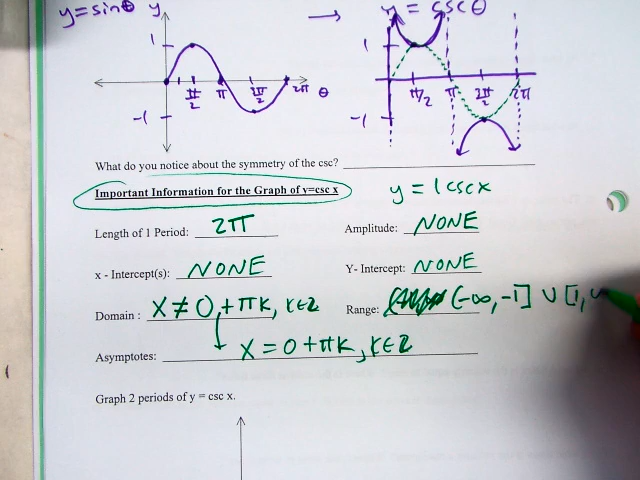 y=sinθ → y = cscθ
y
1 1
π/2 π 3π/2 2π θ π/2 π 3π/2 2π
-1 -1
What do you notice about the symmetry of the csc?
Important Information for the Graph of y=csc x y = 1cscx
Length of 1 Period: 2π Amplitude: NONE
x - Intercept(s): NONE Y- Intercept: NONE
Domain : X ≠ 0, + πK, K∈Z Range: (-∞, -1] ∪ [1,
Asymptotes: X = 0 + πK, K∈Z
Graph 2 periods of y = csc x.